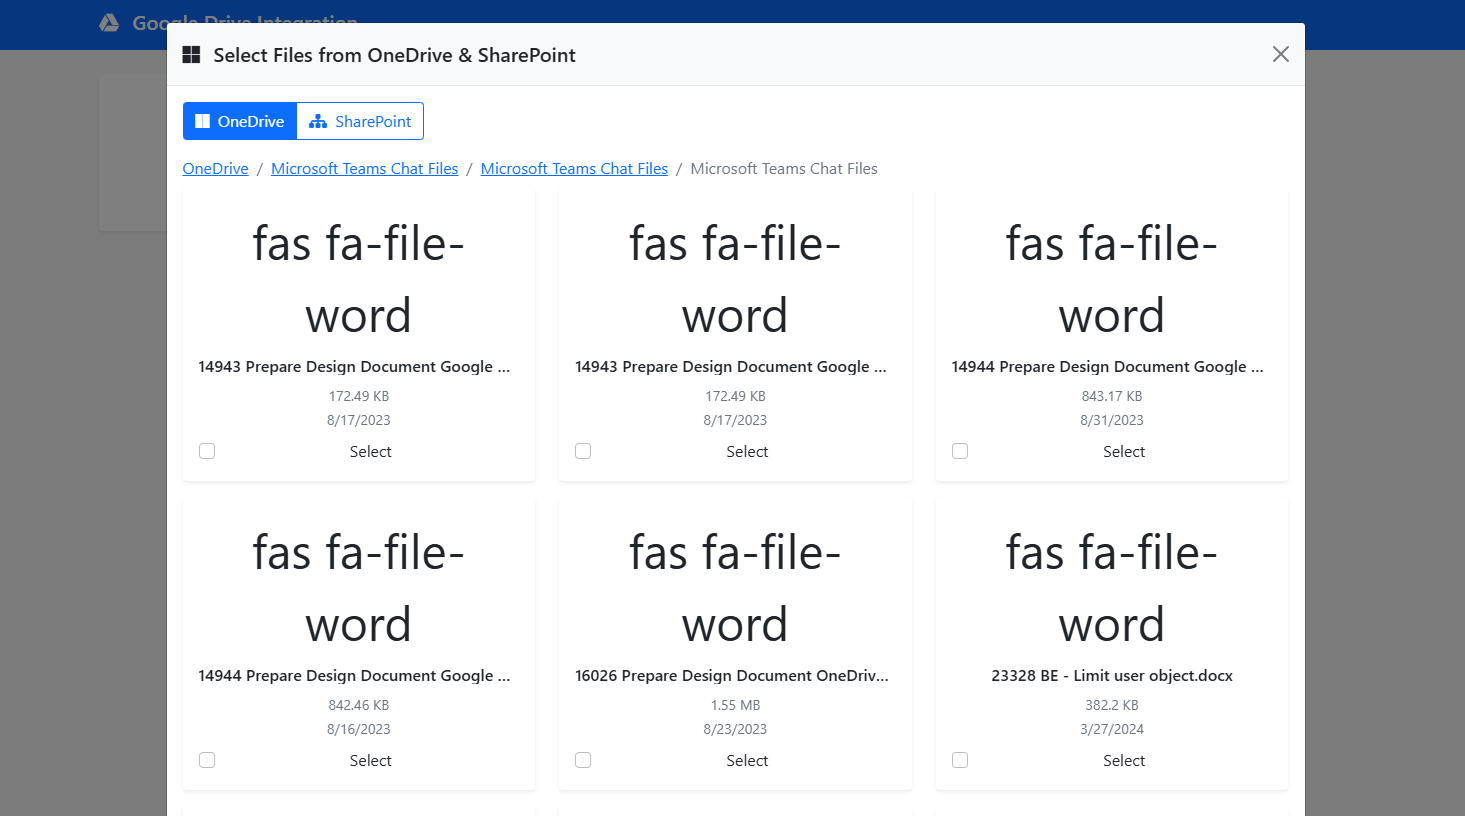 Google Drive Integration
Select Files from OneDrive & SharePoint
OneDrive SharePoint
OneDrive / Microsoft Teams Chat Files / Microsoft Teams Chat Files / Microsoft Teams Chat Files
fas fa-file-
word
14943 Prepare Design Document Google ...
172.49 KB
8/17/2023
Select
fas fa-file-
word
14943 Prepare Design Document Google ...
172.49 KB
8/17/2023
Select
fas fa-file-
word
14944 Prepare Design Document Google ...
843.17 KB
8/31/2023
Select
fas fa-file-
word
14944 Prepare Design Document Google ...
842.46 KB
8/16/2023
Select
fas fa-file-
word
16026 Prepare Design Document OneDriv...
1.55 MB
8/23/2023
Select
fas fa-file-
word
23328 BE - Limit user object.docx
382.2 KB
3/27/2024
Select